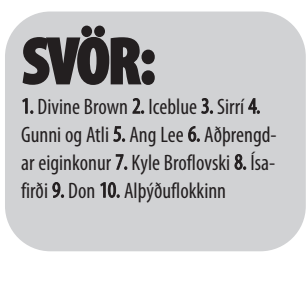 SVÖR:
1. Divine Brown 2. Iceblue 3. Sirrí 4.
Gunni og Atli 5. Ang Lee 6. Aðþrengd-
ar eiginkonur 7. Kyle Broflovski 8. Ísa-
firði 9. Don 10. Alþýðuflokkinn